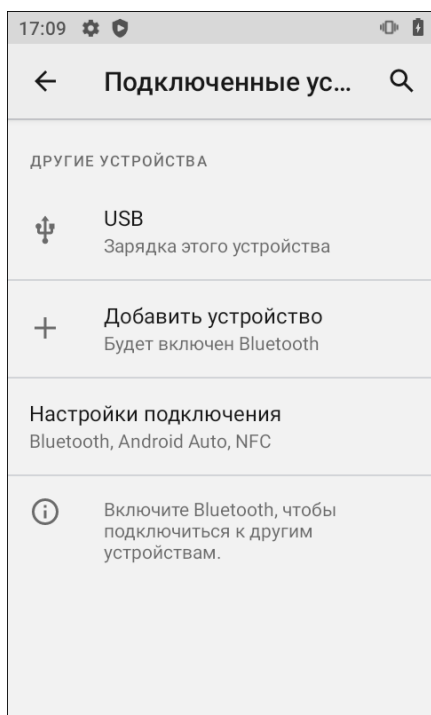 17:09
Подключенные ус...
ДРУГИЕ УСТРОЙСТВА
USB
Зарядка этого устройства
Добавить устройство
Будет включен Bluetooth
Настройки подключения
Bluetooth, Android Auto, NFC
Включите Bluetooth, чтобы
подключиться к другим
устройствам.